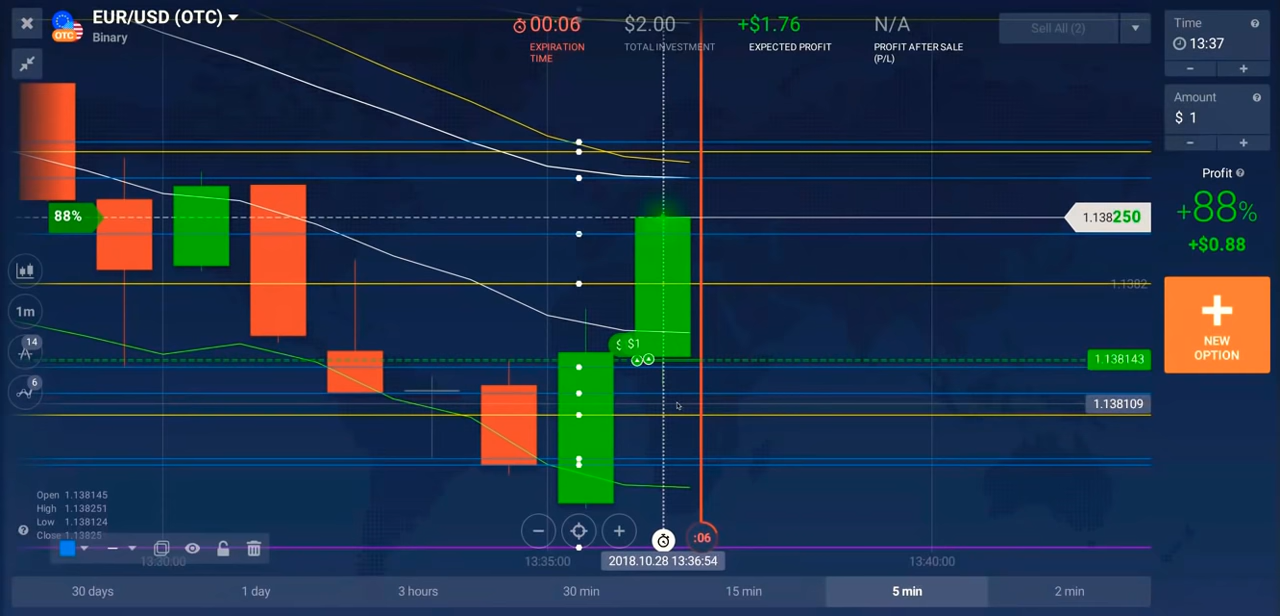 EUR/USD (OTC)
OTC
Binary
00:06
EXPIRATION
TIME
$2.00
TOTAL INVESTMENT
+$1.76
EXPECTED PROFIT
N/A
PROFIT AFTER SALE
(P/L)
Sell All (2)
Time
13:37
Amount
$ 1
Profit
+88%
+$0.88
NEW
OPTION
88%
1.138250
1.1382
$ $1
1.138143
1.138109
1m
14
6
Open 1.138145
High 1.138251
Low 1.138124
Close 1.13825
:06
13:30:00
13:35:00
2018.10.28 13:36:54
13:40:00
30 days
1 day
3 hours
30 min
15 min
5 min
2 min